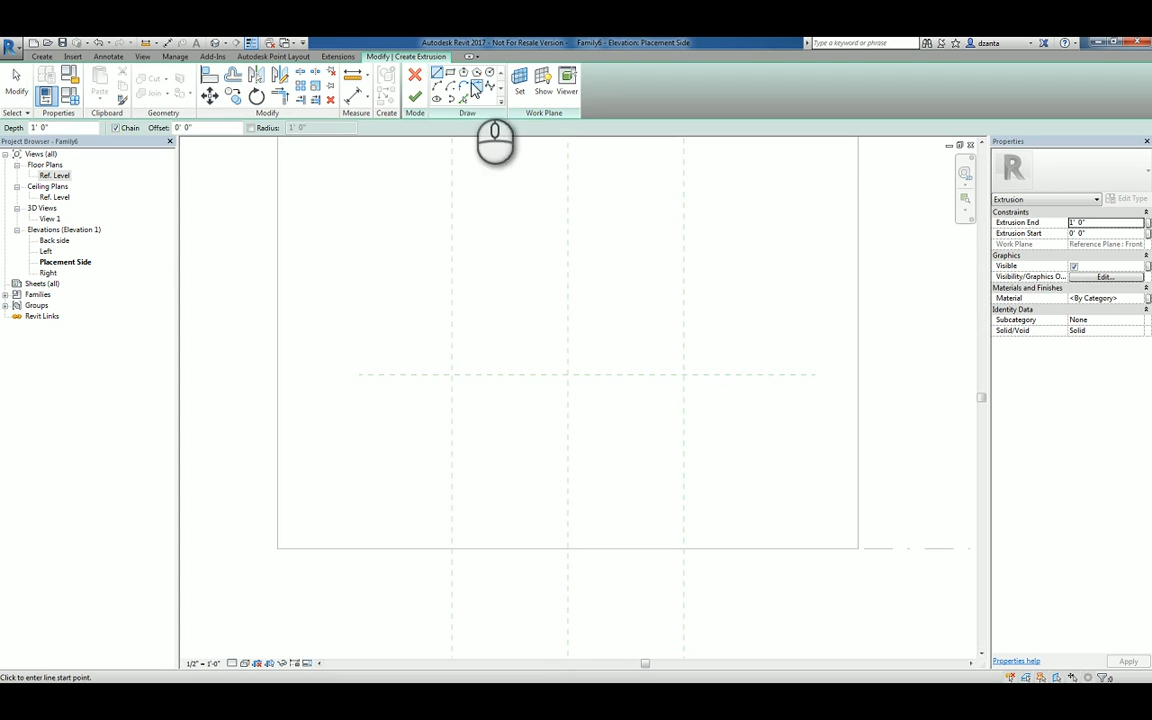 Autodesk Revit 2017 - Not For Resale Version - Family6 - Elevation: Placement Side
Type a keyword or phrase
dzanta
Create Insert Annotate View Manage Add-Ins Autodesk Point Layout Extensions Modify | Create Extrusion
Modify
Cut
Paste
Join
Set Show Viewer
Select Properties Clipboard Geometry Modify Measure Create Mode Draw Work Plane
Depth 1' 0" Chain Offset: 0' 0" Radius: 1' 0"
Project Browser - Family6
Views (all)
Floor Plans
Ref. Level
Ceiling Plans
Ref. Level
3D Views
View 1
Elevations (Elevation 1)
Back side
Left
Placement Side
Right
Sheets (all)
Families
Groups
Revit Links
Properties
Extrusion
Edit Type
Constraints
Extrusion End 1' 0"
Extrusion Start 0' 0"
Work Plane Reference Plane : Front
Graphics
Visible
Visibility/Graphics O... Edit...
Materials and Finishes
Material <By Category>
Identity Data
Subcategory None
Solid/Void Solid
Properties help
Apply
1/2" = 1'-0"
Click to enter line start point.
:0